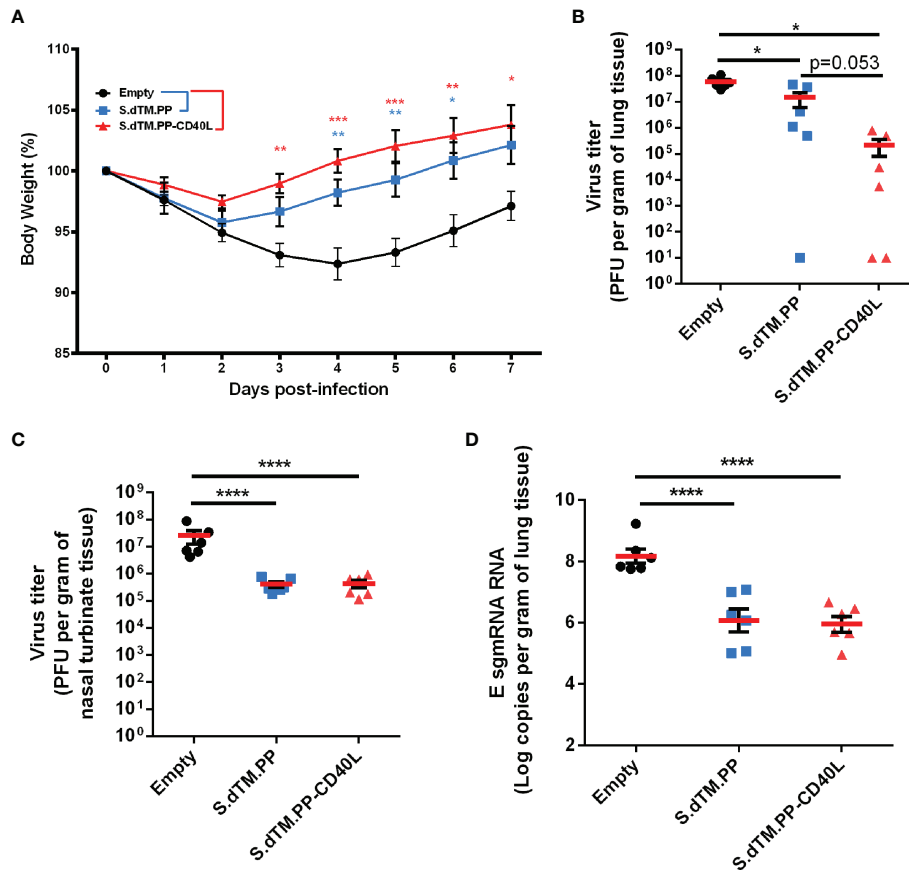 A
Empty
S.dTM.PP
S.dTM.PP-CD40L
** *** *** ** *
** ** *
Body Weight (%)
110
105
100
95
90
85
0 1 2 3 4 5 6 7
Days post-infection
B
*
*
p=0.053
Virus titer
(PFU per gram of lung tissue)
10⁹
10⁸
10⁷
10⁶
10⁵
10⁴
10³
10²
10¹
10⁰
Empty
S.dTM.PP
S.dTM.PP-CD40L
C
****
****
Virus titer
(PFU per gram of
nasal turbinate tissue)
10⁹
10⁸
10⁷
10⁶
10⁵
10⁴
10³
10²
10¹
10⁰
Empty
S.dTM.PP
S.dTM.PP-CD40L
D
****
****
E sgmRNA RNA
(Log copies per gram of lung tissue)
10
8
6
4
2
Empty
S.dTM.PP
S.dTM.PP-CD40L